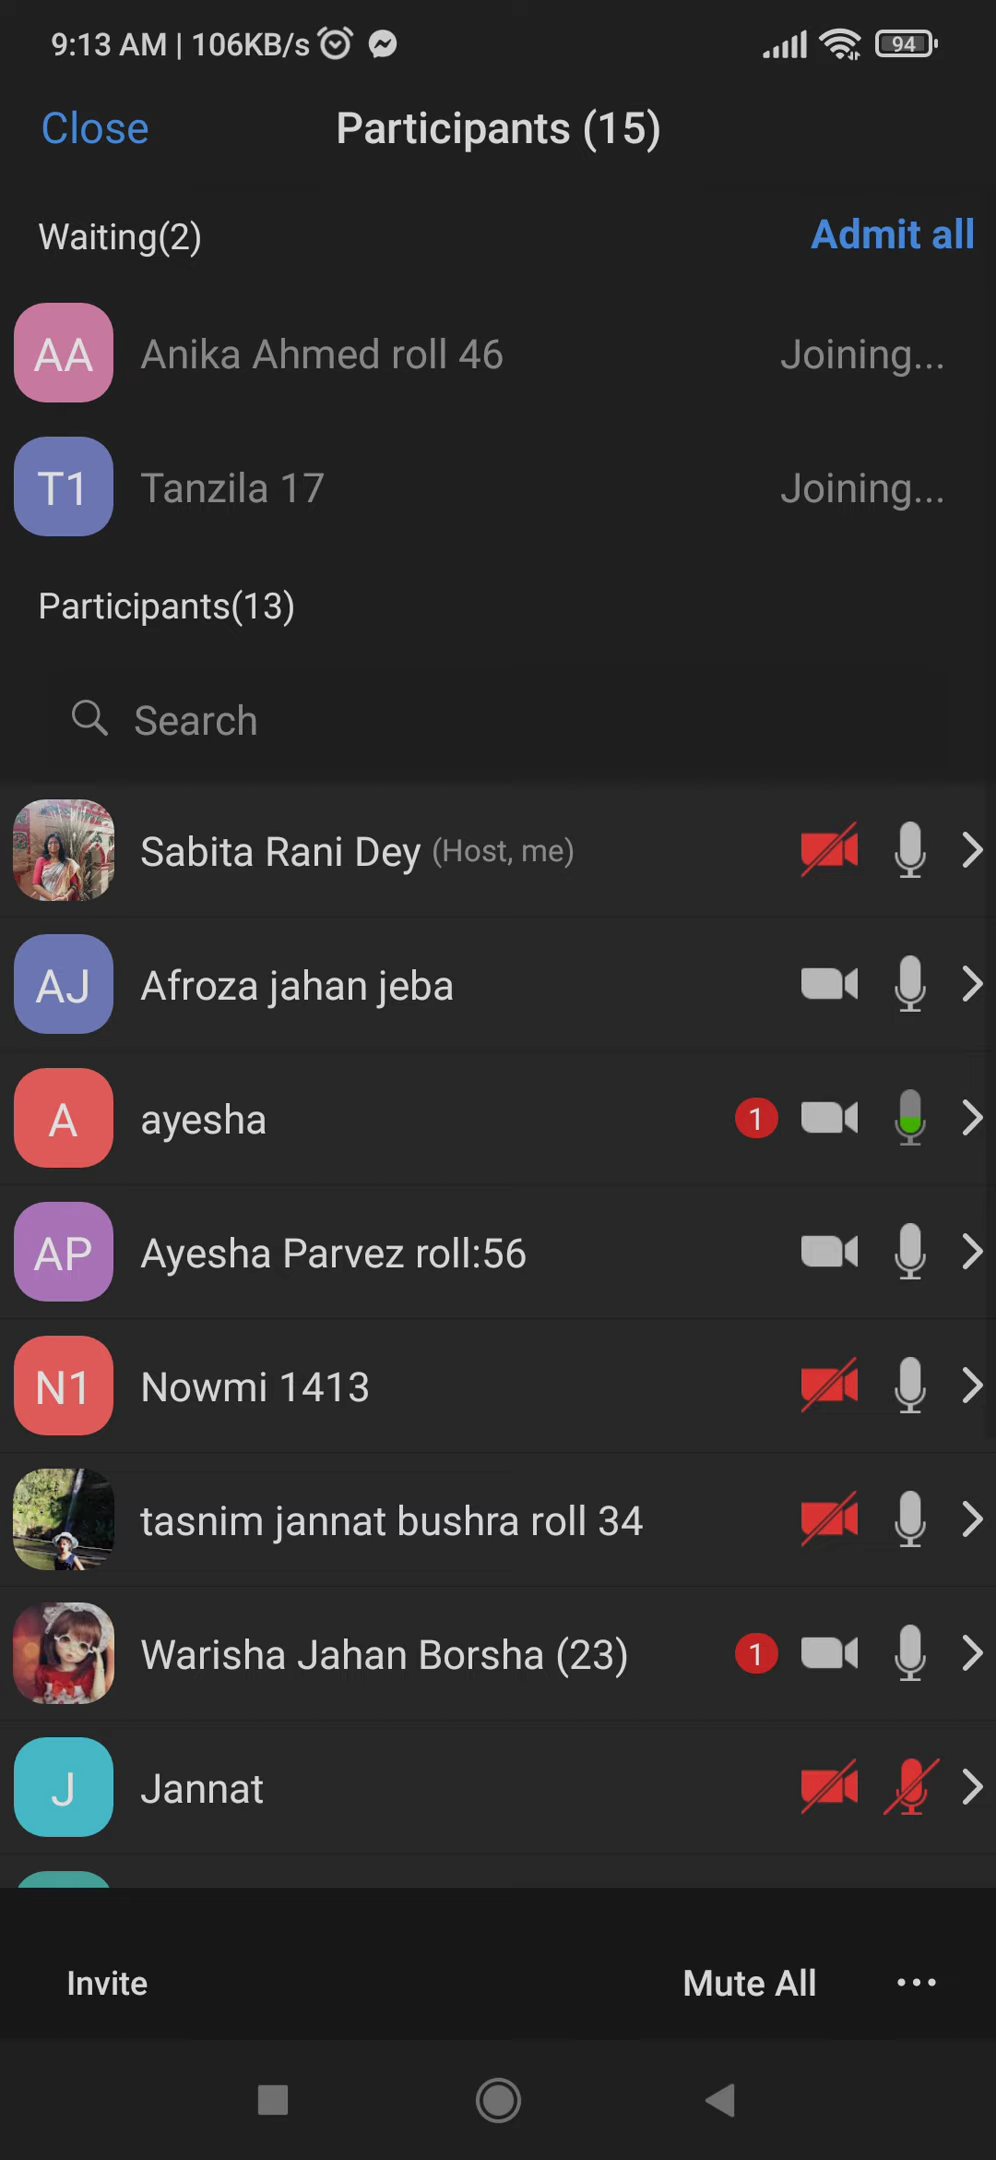 9:13 AM | 106KB/s 94
Close Participants (15)
Waiting(2) Admit all
AA Anika Ahmed roll 46 Joining...
T1 Tanzila 17 Joining...
Participants(13)
Search
Sabita Rani Dey (Host, me)
AJ Afroza jahan jeba
A ayesha 1
AP Ayesha Parvez roll:56
N1 Nowmi 1413
tasnim jannat bushra roll 34
Warisha Jahan Borsha (23) 1
J Jannat
Invite Mute All ...